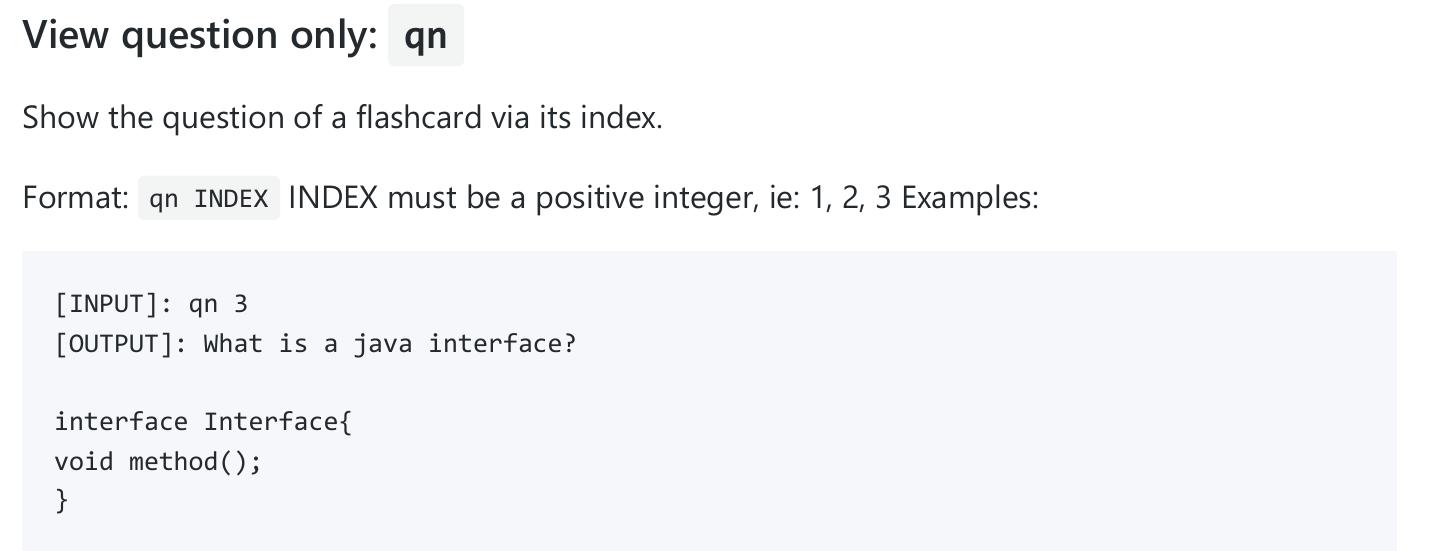 View question only: qn
Show the question of a flashcard via its index.
Format: qn INDEX INDEX must be a positive integer, ie: 1, 2, 3 Examples:
[INPUT]: qn 3
[OUTPUT]: What is a java interface?
interface Interface{
void method();
}